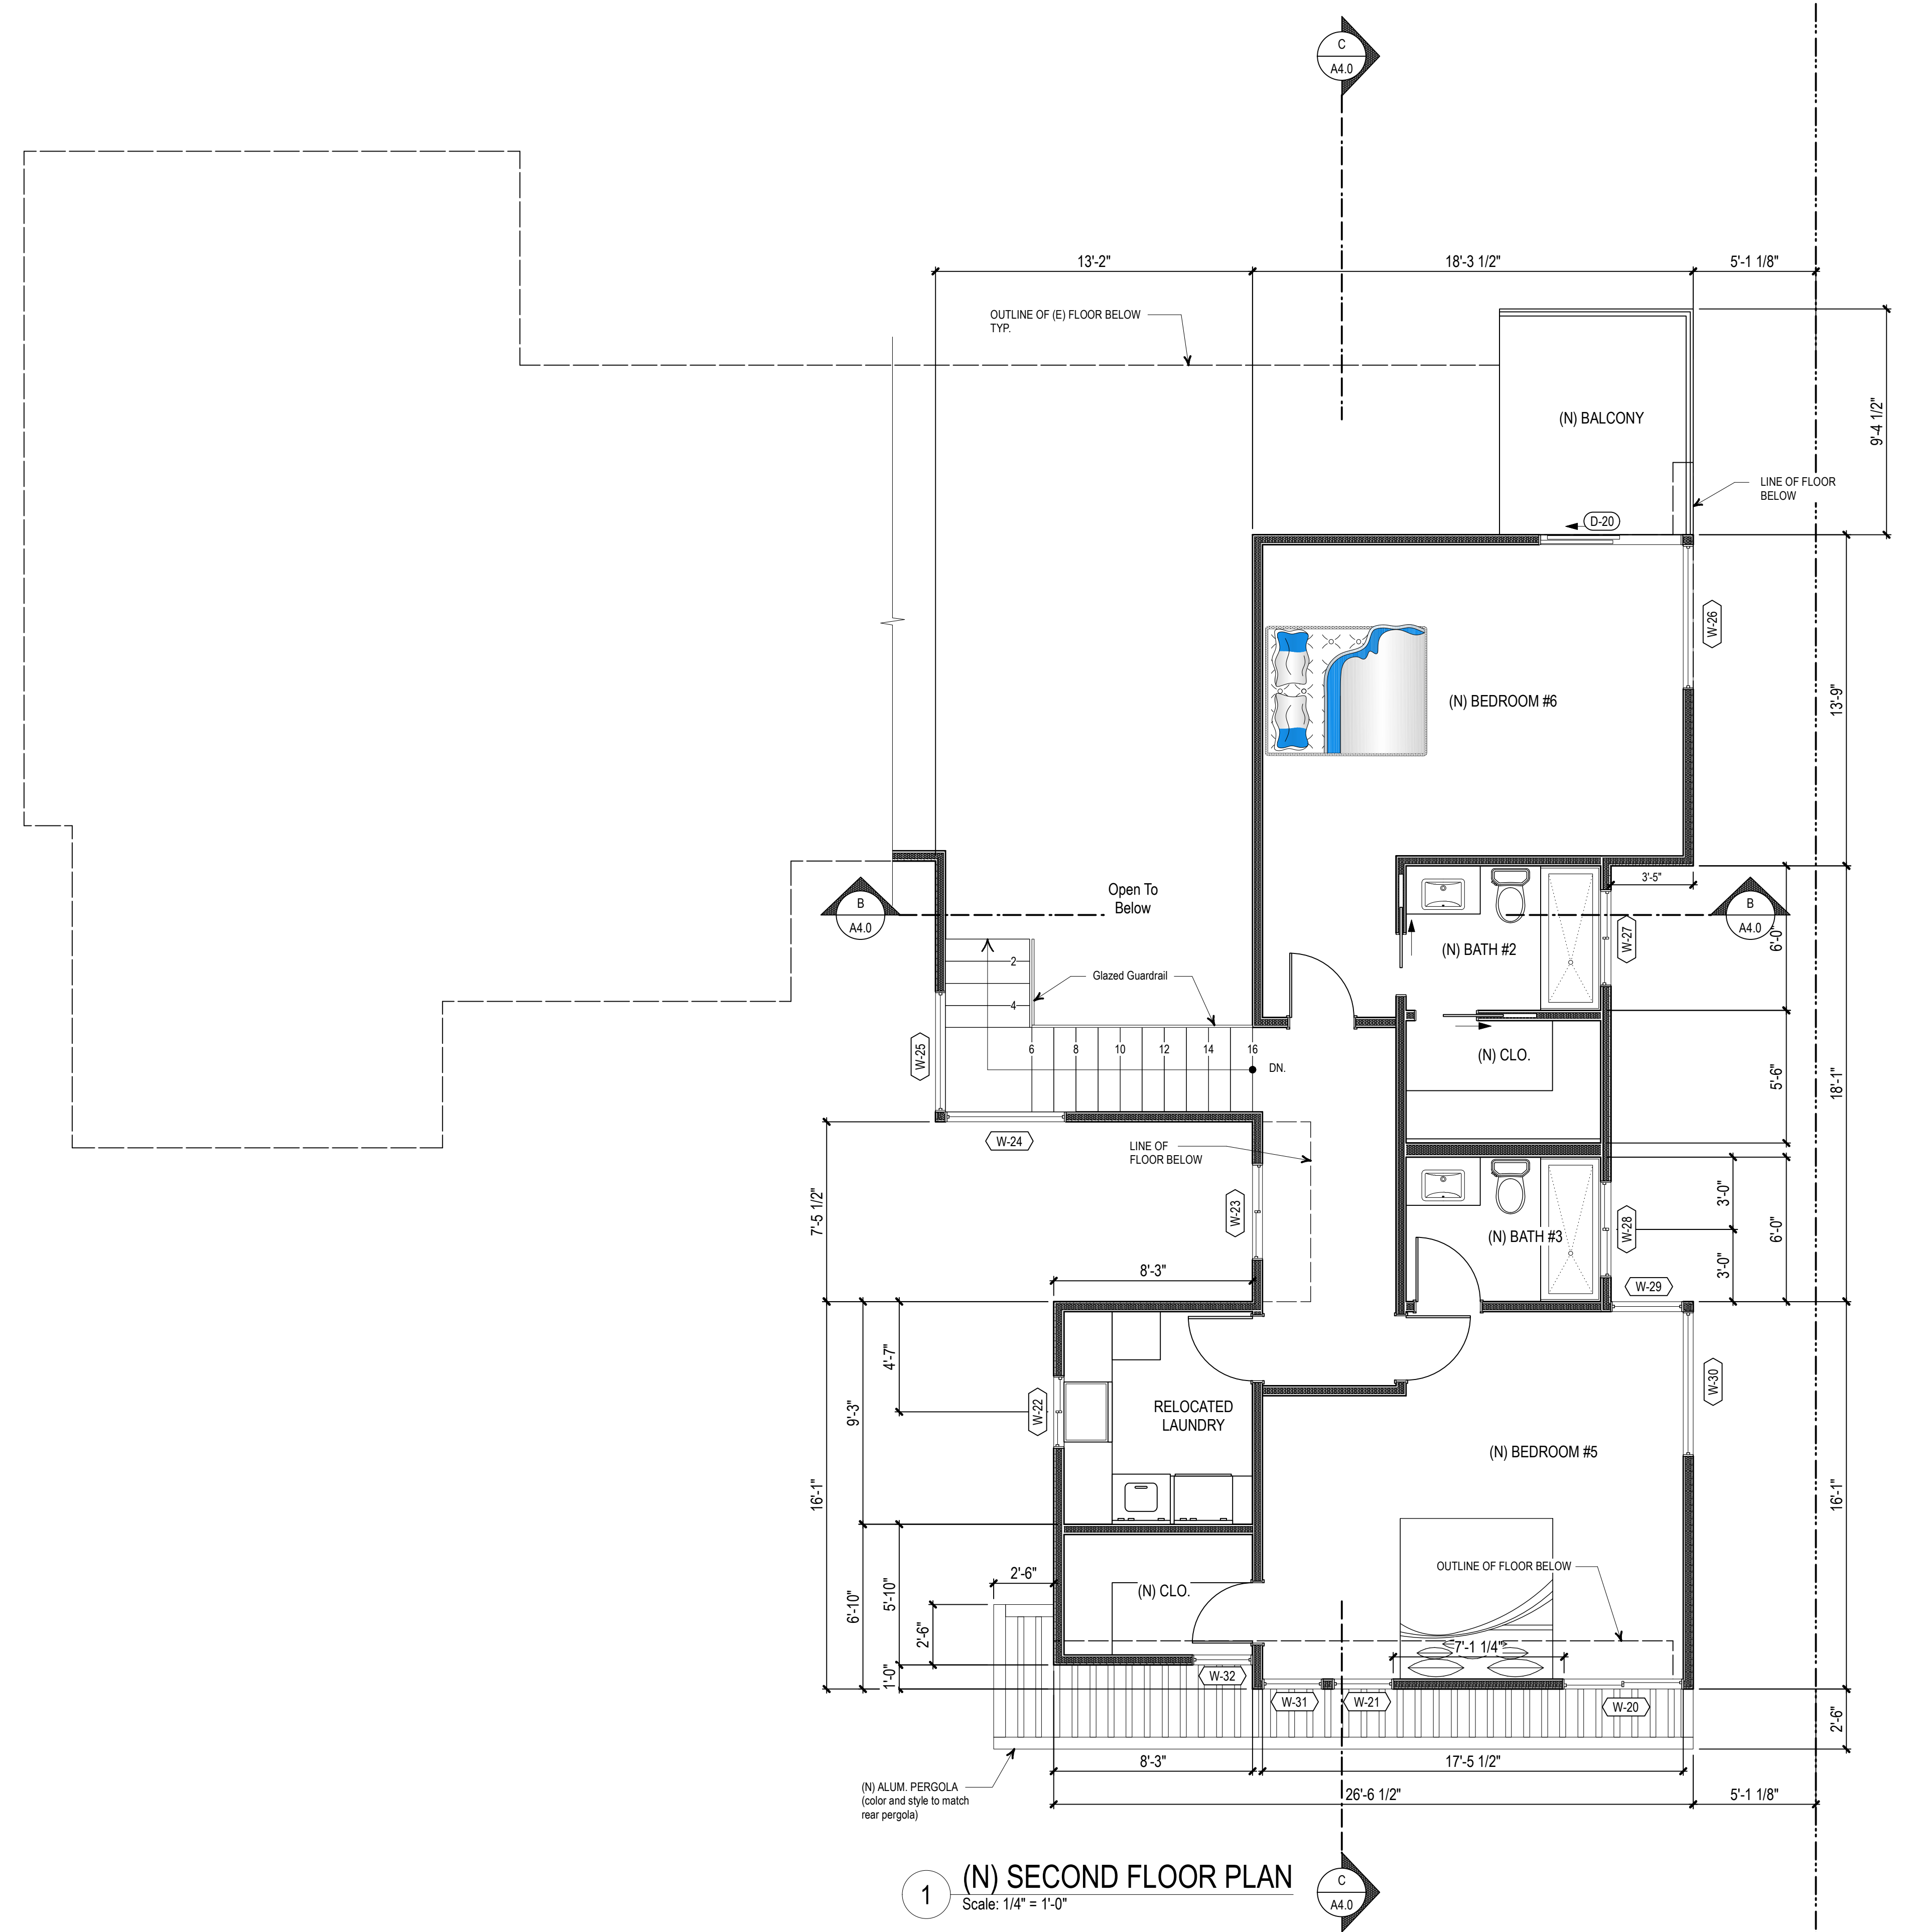 C
A4.0
13'-2"
18'-3 1/2"
5'-1 1/8"
OUTLINE OF (E) FLOOR BELOW
TYP.
(N) BALCONY
9'-4 1/2"
LINE OF FLOOR
BELOW
D-20
W-26
(N) BEDROOM #6
13'-9"
3'-5"
Open To
Below
B
A4.0
B
A4.0
(N) BATH #2
W-27
6'-0"
2
4
Glazed Guardrail
6
8
10
12
14
16
DN.
W-25
(N) CLO.
5'-6"
18'-1"
W-24
LINE OF
FLOOR BELOW
7'-5 1/2"
W-23
(N) BATH #3
W-28
3'-0"
3'-0"
6'-0"
8'-3"
W-29
4'-7"
9'-3"
W-22
RELOCATED
LAUNDRY
W-30
(N) BEDROOM #5
16'-1"
16'-1"
OUTLINE OF FLOOR BELOW
2'-6"
(N) CLO.
5'-10"
6'-10"
2'-6"
7'-1 1/4"
1'-0"
W-32
W-31
W-21
W-20
2'-6"
8'-3"
17'-5 1/2"
(N) ALUM. PERGOLA
(color and style to match
rear pergola)
26'-6 1/2"
5'-1 1/8"
1
(N) SECOND FLOOR PLAN
Scale: 1/4" = 1'-0"
C
A4.0